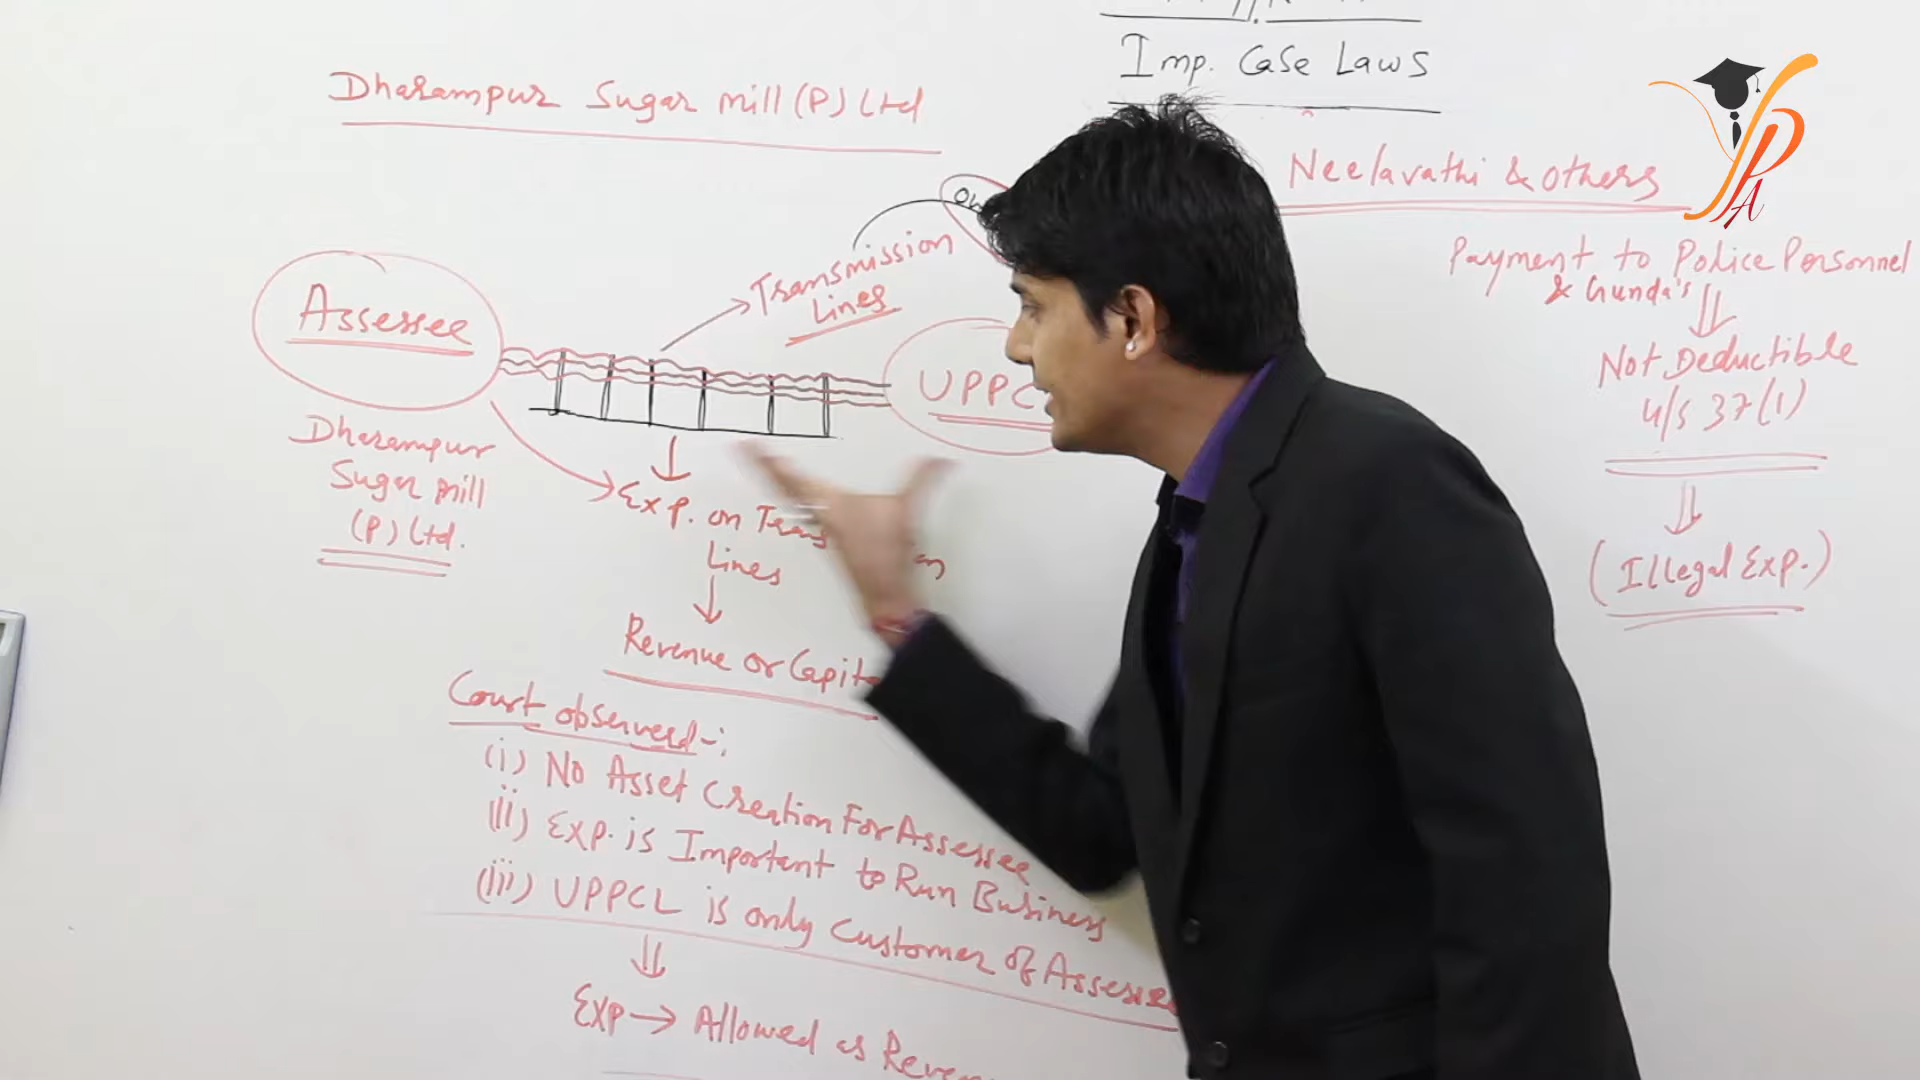 Imp. Case Laws
Dharampur Sugar mill (P) Ltd
Transmission
Lines
Assessee
UPPC
Dharampur
Sugar mill
(P) Ltd.
Exp. on
Lines
Revenue or
Court observed-:
(i) No Asset Creation For Assessee
(ii) Exp. is Important to Run Business
(iii) UPPCL is only Customer of Assessee
Exp → Allowed as
Neelavathi & Others
Payment to Police Personnel
& Gunda's
Not Deductible
u/s 37(1)
(Illegal Exp.)